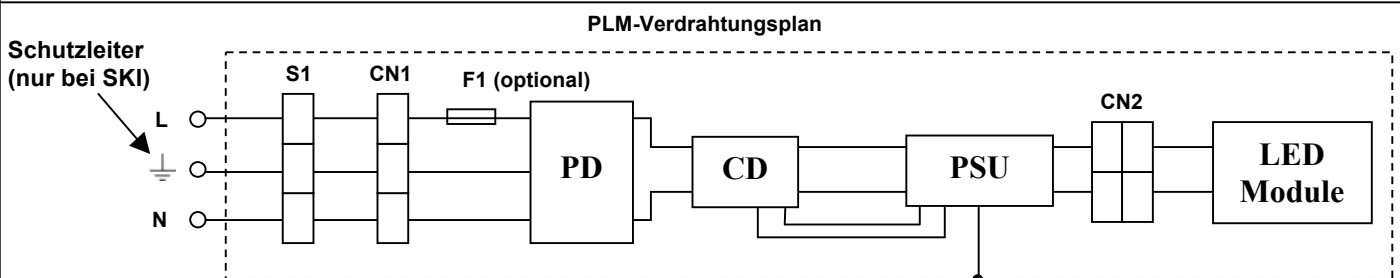 PLM-Verdrahtungsplan
Schutzleiter
(nur bei SKI)
S1
CN1
F1 (optional)
CN2
L
N
PD
CD
PSU
LED
Module